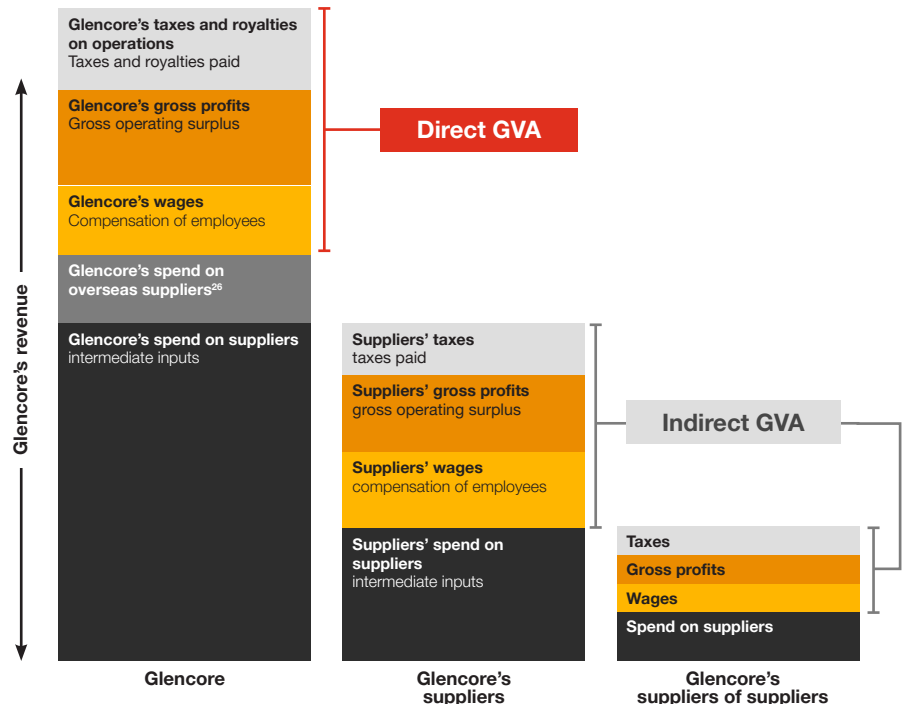 Glencore's taxes and royalties
on operations
Taxes and royalties paid
Glencore's gross profits
Gross operating surplus
Direct GVA
Glencore's wages
Compensation of employees
Glencore's spend on
overseas suppliers²⁶
Glencore's revenue
Glencore's spend on suppliers
intermediate inputs
Suppliers' taxes
taxes paid
Suppliers' gross profits
gross operating surplus
Indirect GVA
Suppliers' wages
compensation of employees
Suppliers' spend on
suppliers
intermediate inputs
Taxes
Gross profits
Wages
Spend on suppliers
Glencore
Glencore's
suppliers
Glencore's
suppliers of suppliers